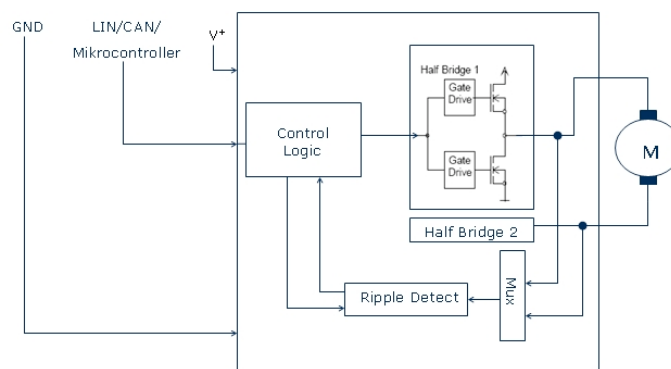 GND
LIN/CAN/
Mikrocontroller
V+
Half Bridge 1
Gate
Drive
Gate
Drive
Control
Logic
M
Half Bridge 2
Mux
Ripple Detect